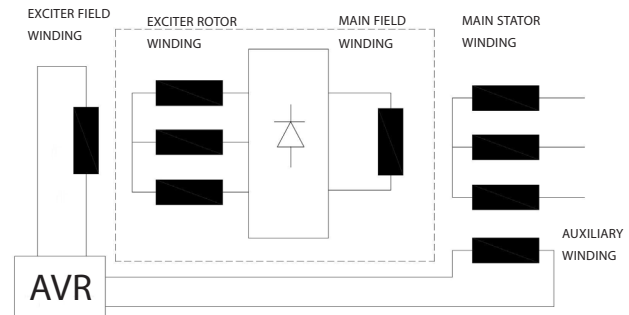 EXCITER FIELD
WINDING
EXCITER ROTOR
WINDING
MAIN FIELD
WINDING
MAIN STATOR
WINDING
AUXILIARY
WINDING
AVR